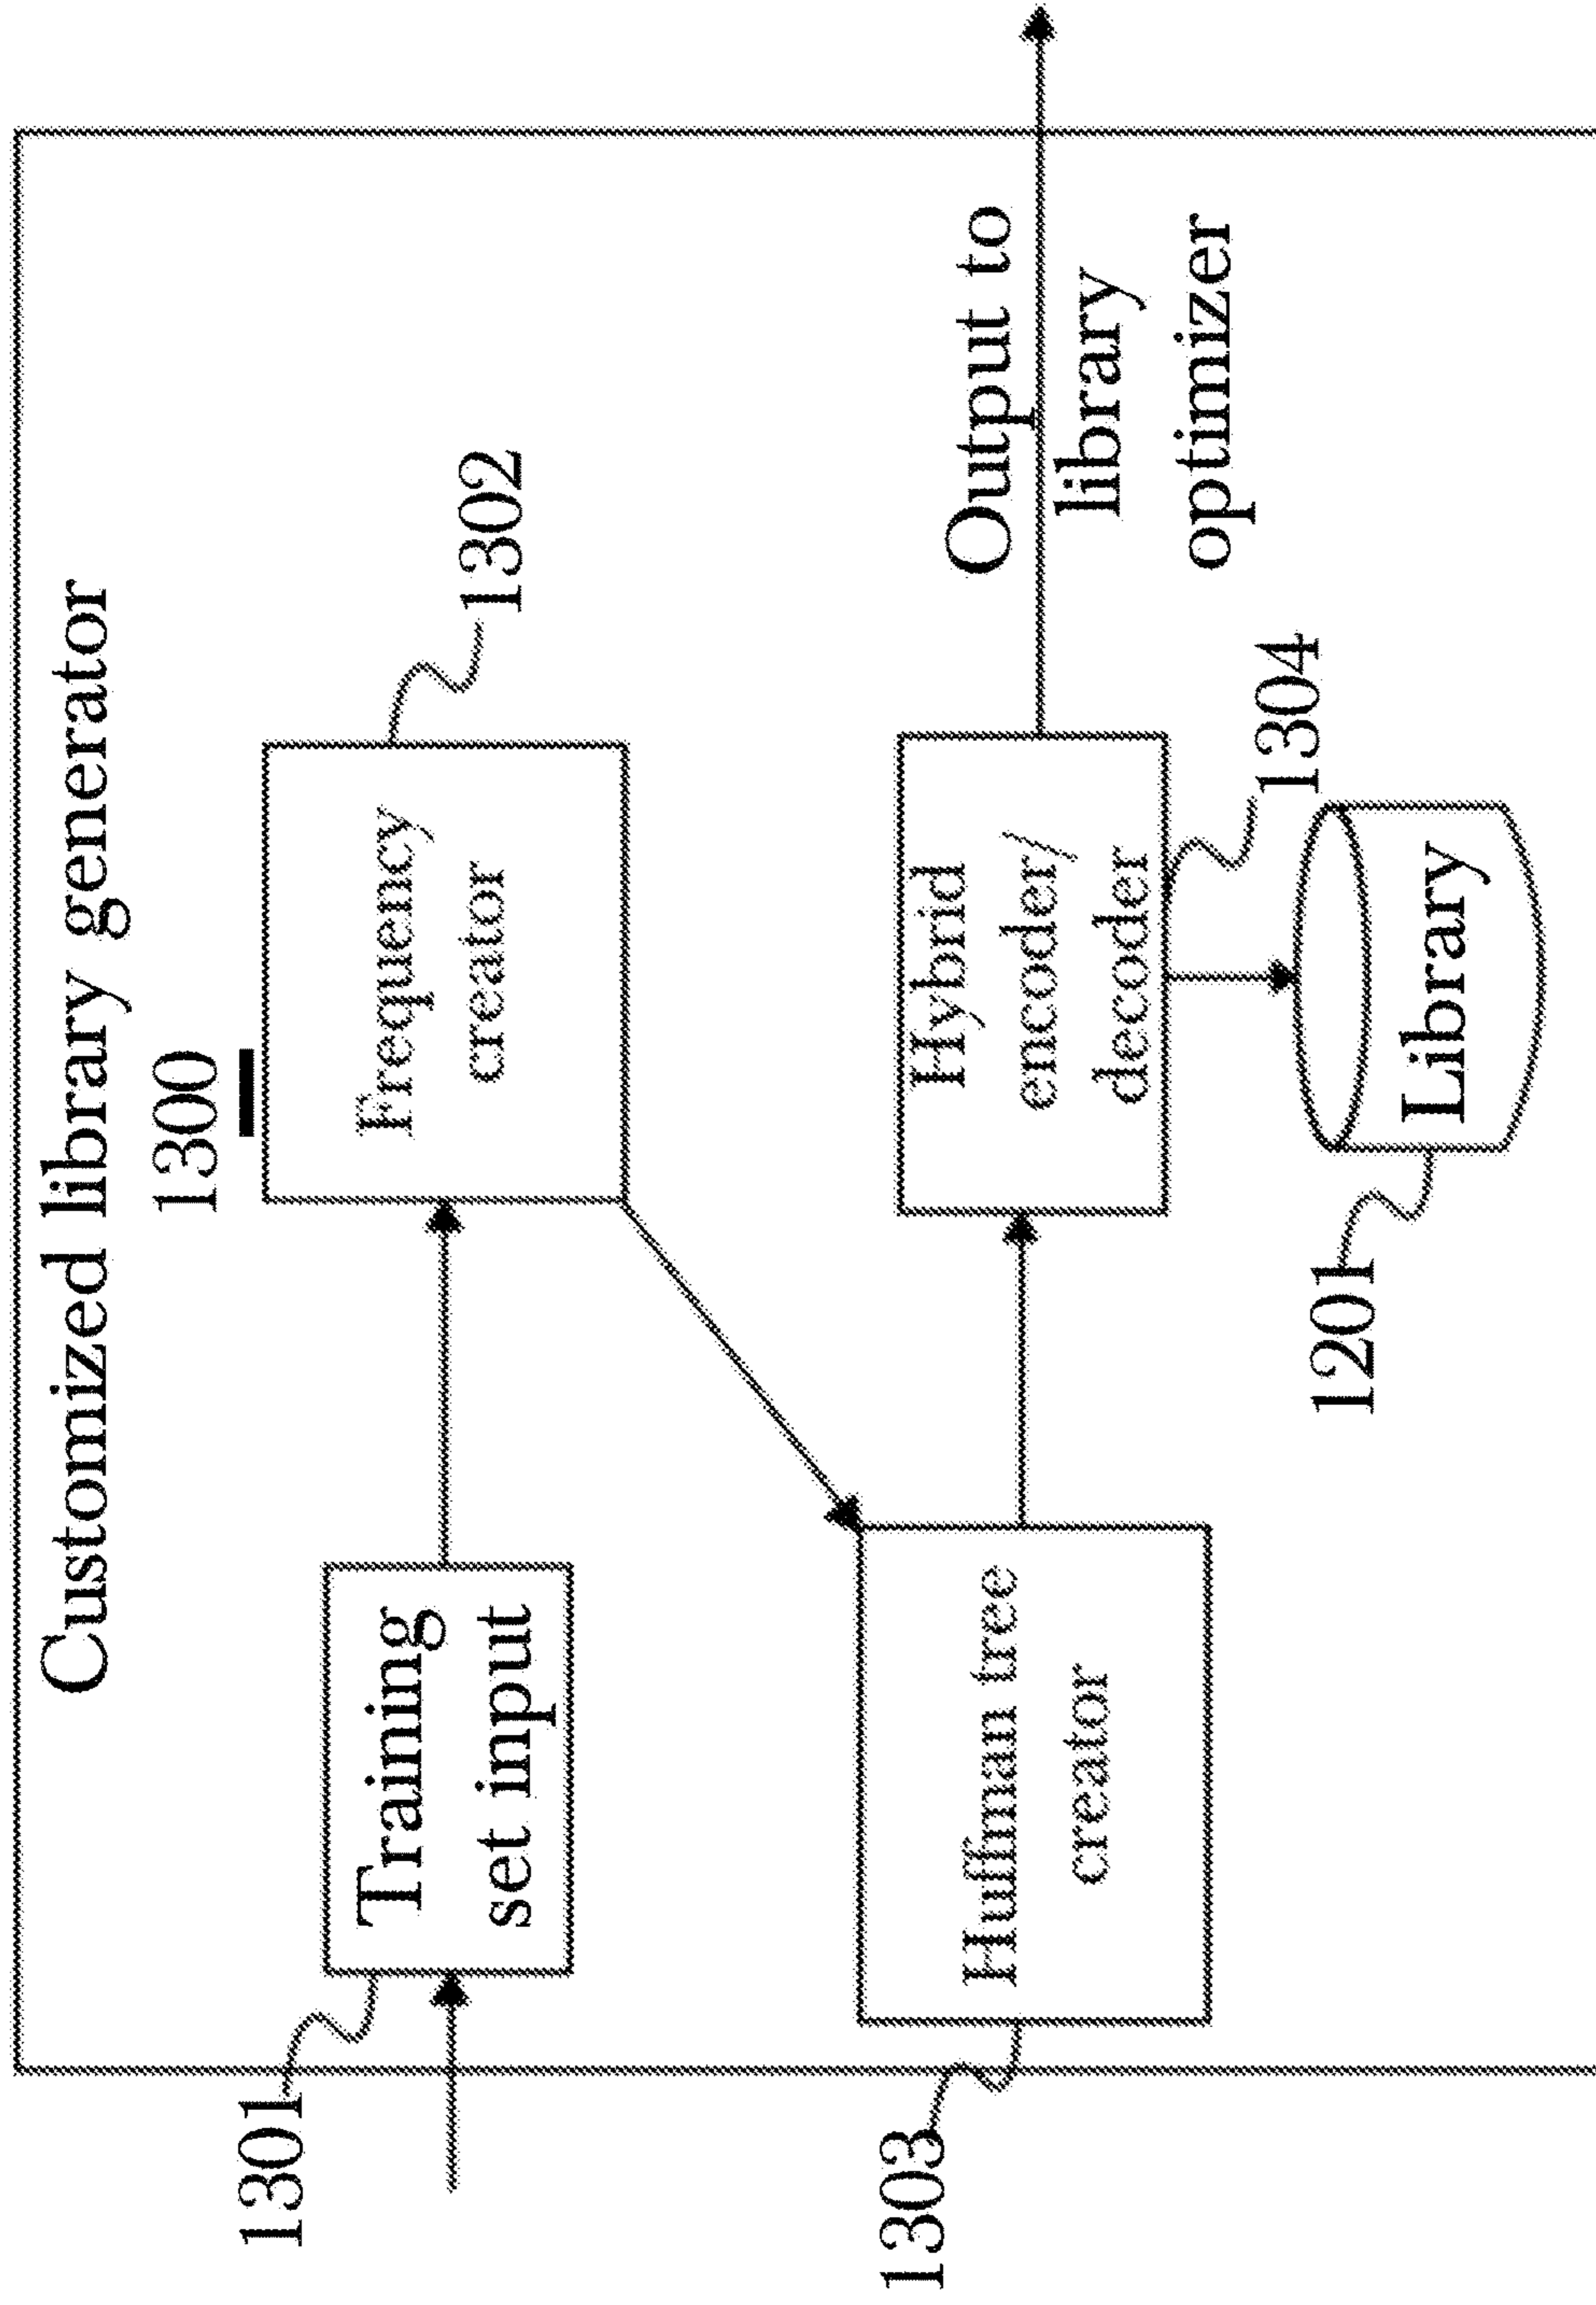 Customized library generator
1300
1301
Training
set input
Frequency
creator
1302
1303
Huffman tree
creator
Hybrid
encoder/
decoder
1304
Output to
library
optimizer
1201
Library